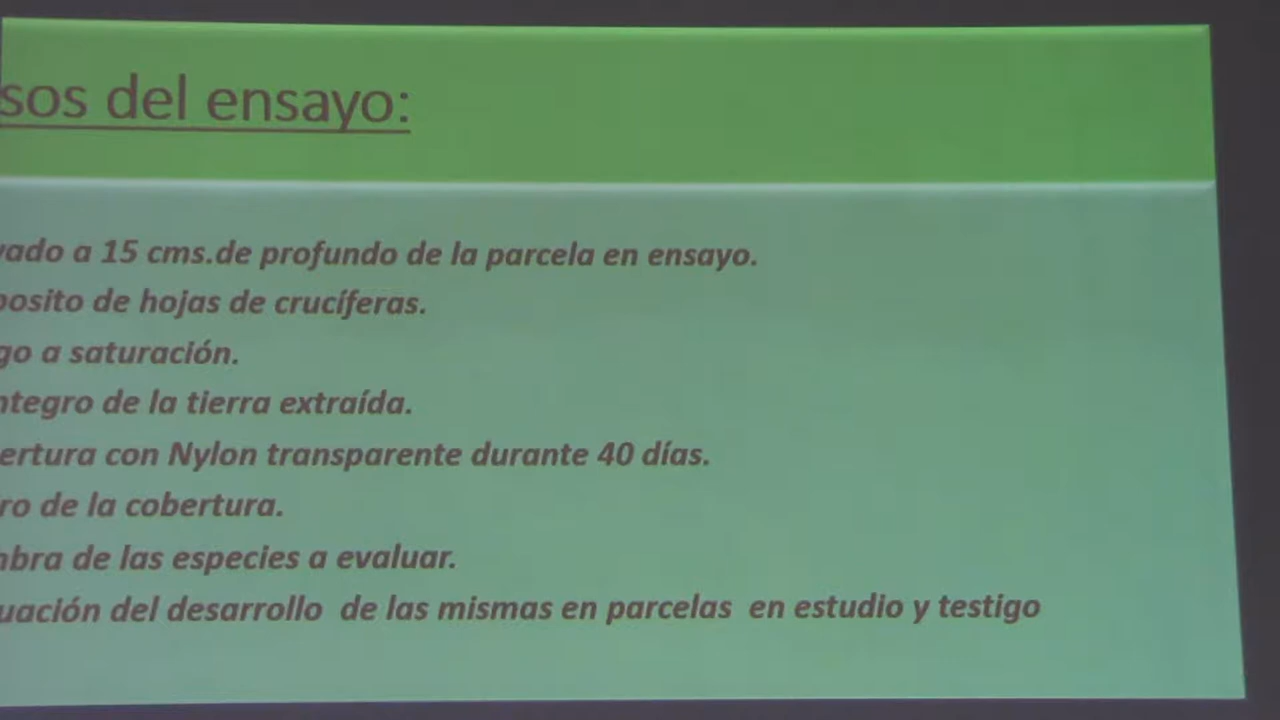 sos del ensayo:
vado a 15 cms.de profundo de la parcela en ensayo.
posito de hojas de crucíferas.
go a saturación.
ntegro de la tierra extraída.
ertura con Nylon transparente durante 40 días.
ro de la cobertura.
nbra de las especies a evaluar.
uación del desarrollo de las mismas en parcelas en estudio y testigo